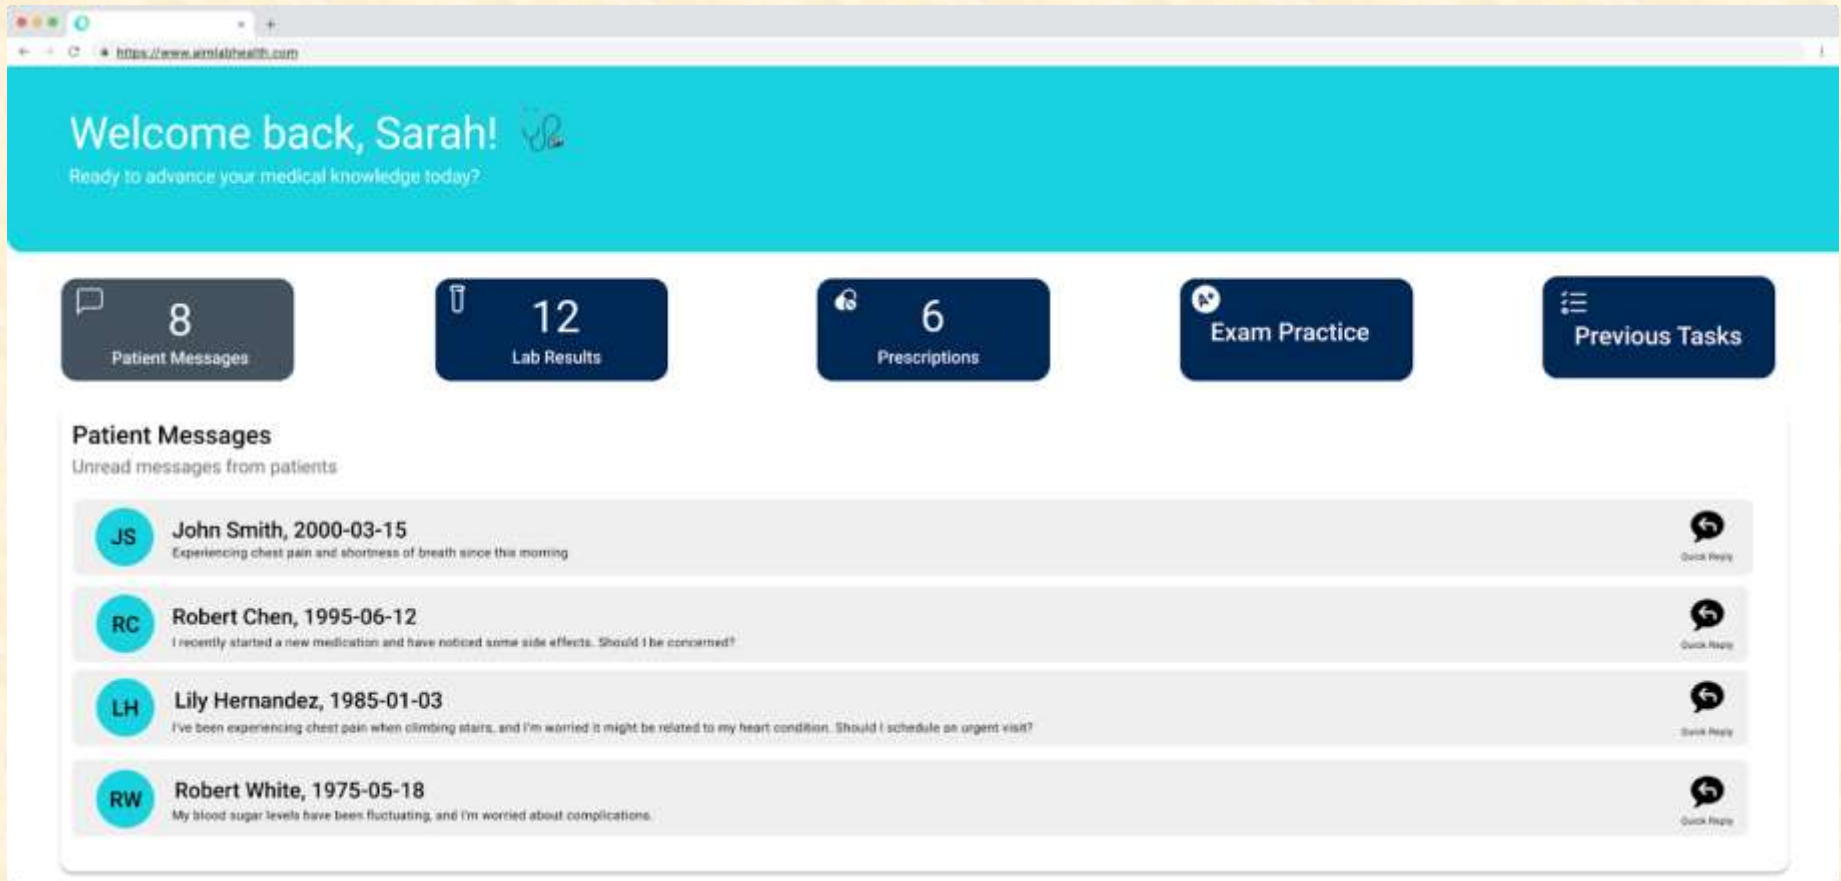 https://www.aimlabhealth.com
Welcome back, Sarah!
Ready to advance your medical knowledge today?
8
Patient Messages
12
Lab Results
6
Prescriptions
A+
Exam Practice
Previous Tasks
Patient Messages
Unread messages from patients
JS
John Smith, 2000-03-15
Experiencing chest pain and shortness of breath since this morning
Quick Reply
RC
Robert Chen, 1995-06-12
I recently started a new medication and have noticed some side effects. Should I be concerned?
Quick Reply
LH
Lily Hernandez, 1985-01-03
I've been experiencing chest pain when climbing stairs, and I'm worried it might be related to my heart condition. Should I schedule an urgent visit?
Quick Reply
RW
Robert White, 1975-05-18
My blood sugar levels have been fluctuating, and I'm worried about complications.
Quick Reply